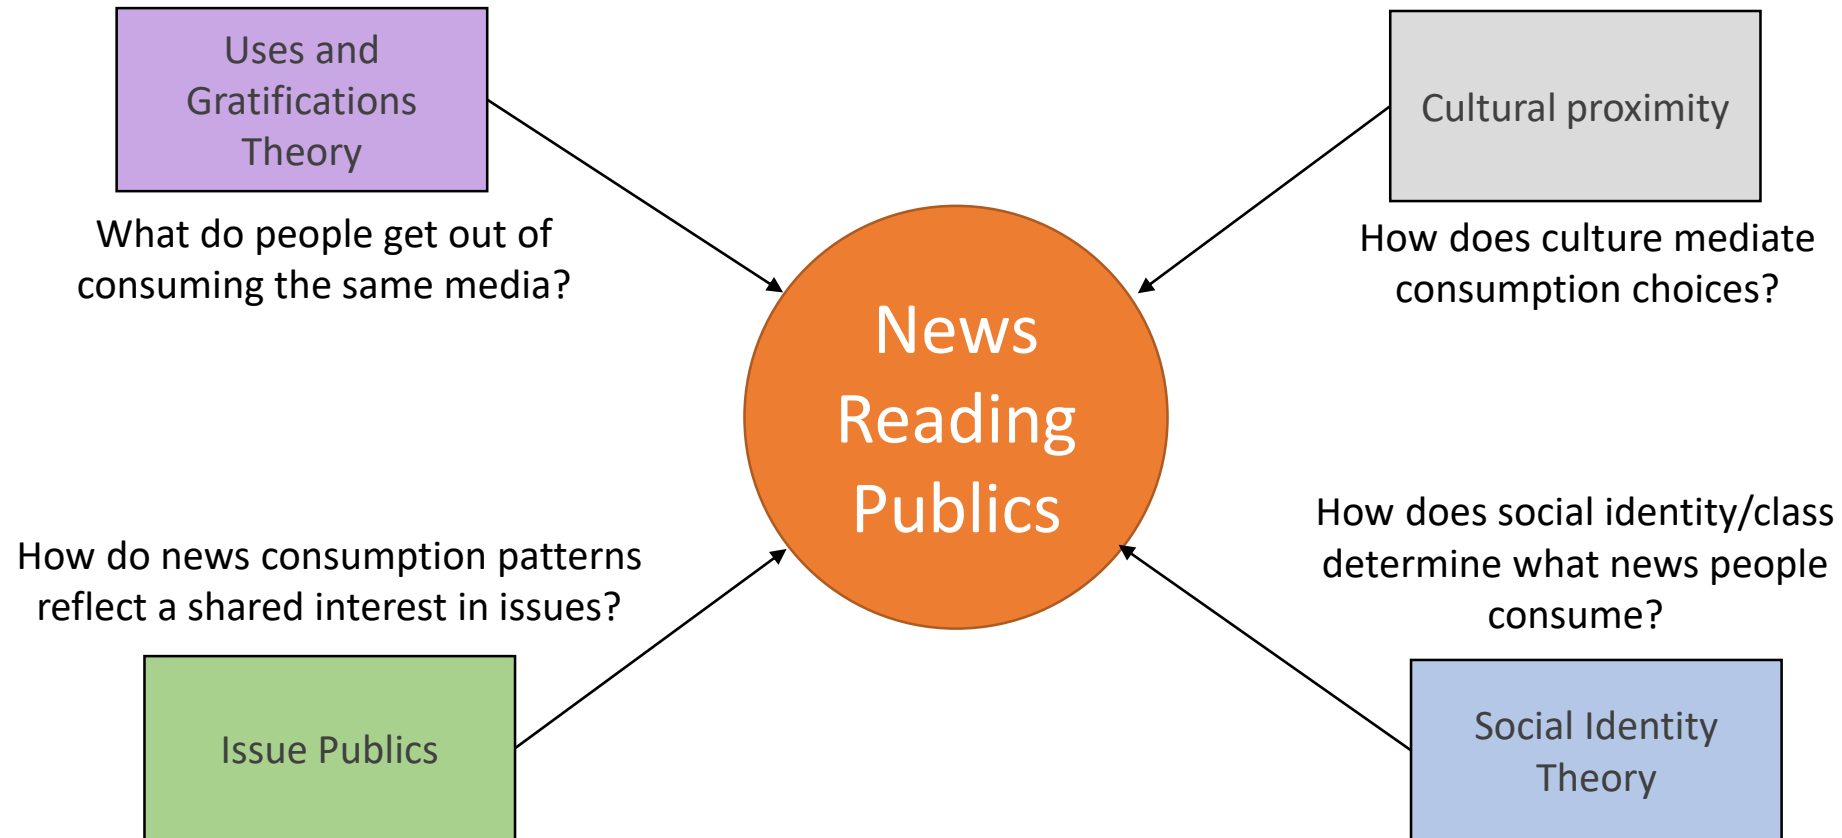 Uses and
Gratifications
Theory
What do people get out of
consuming the same media?
Cultural proximity
How does culture mediate
consumption choices?
News
Reading
Publics
How do news consumption patterns
reflect a shared interest in issues?
Issue Publics
How does social identity/class
determine what news people
consume?
Social Identity
Theory